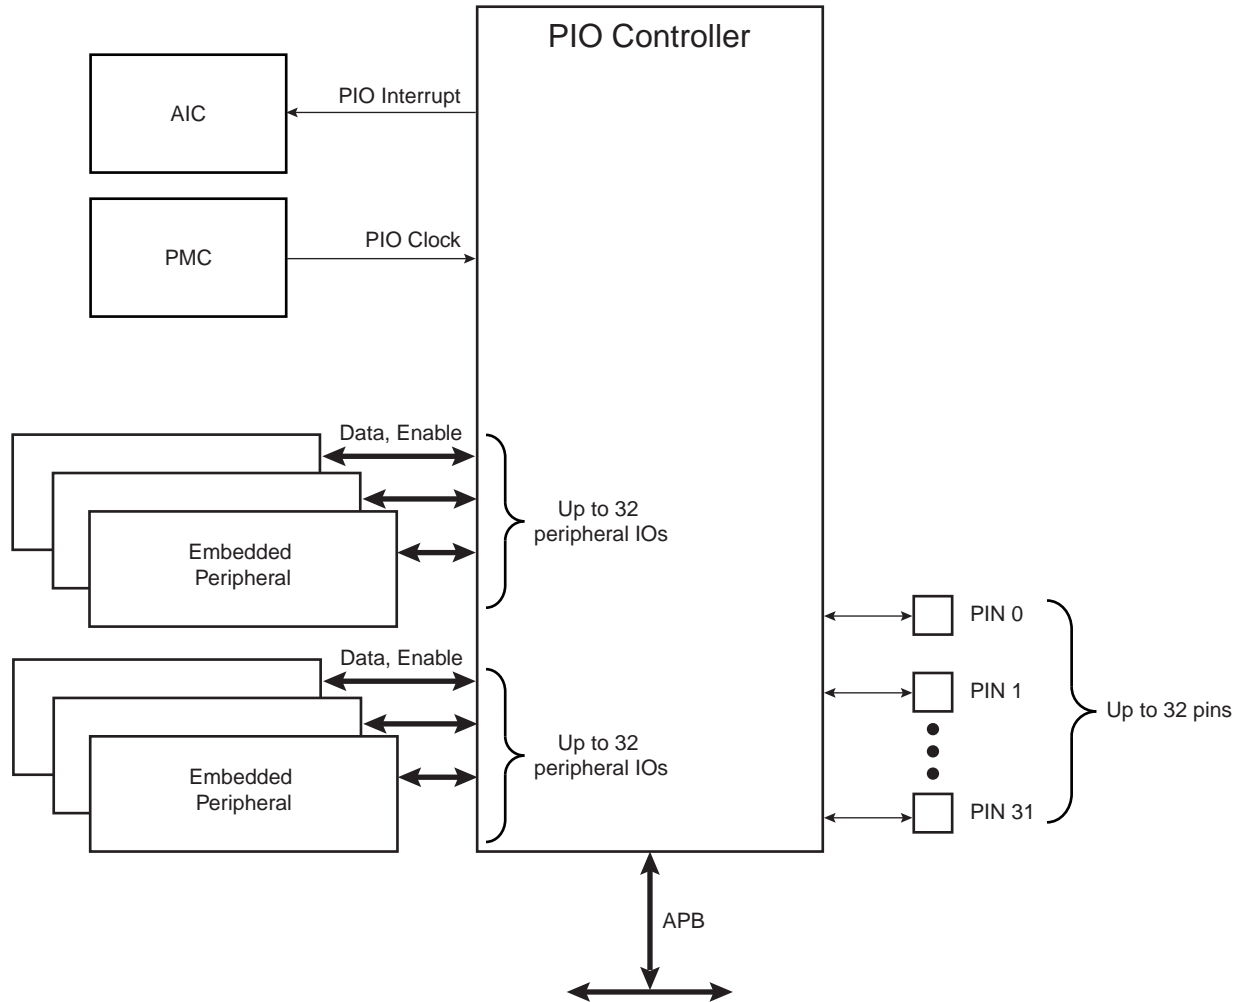 PIO Controller
PIO Interrupt
AIC
PIO Clock
PMC
Data, Enable
Up to 32
peripheral IOs
Embedded
Peripheral
PIN 0
Data, Enable
PIN 1
Up to 32 pins
Up to 32
peripheral IOs
Embedded
Peripheral
PIN 31
APB